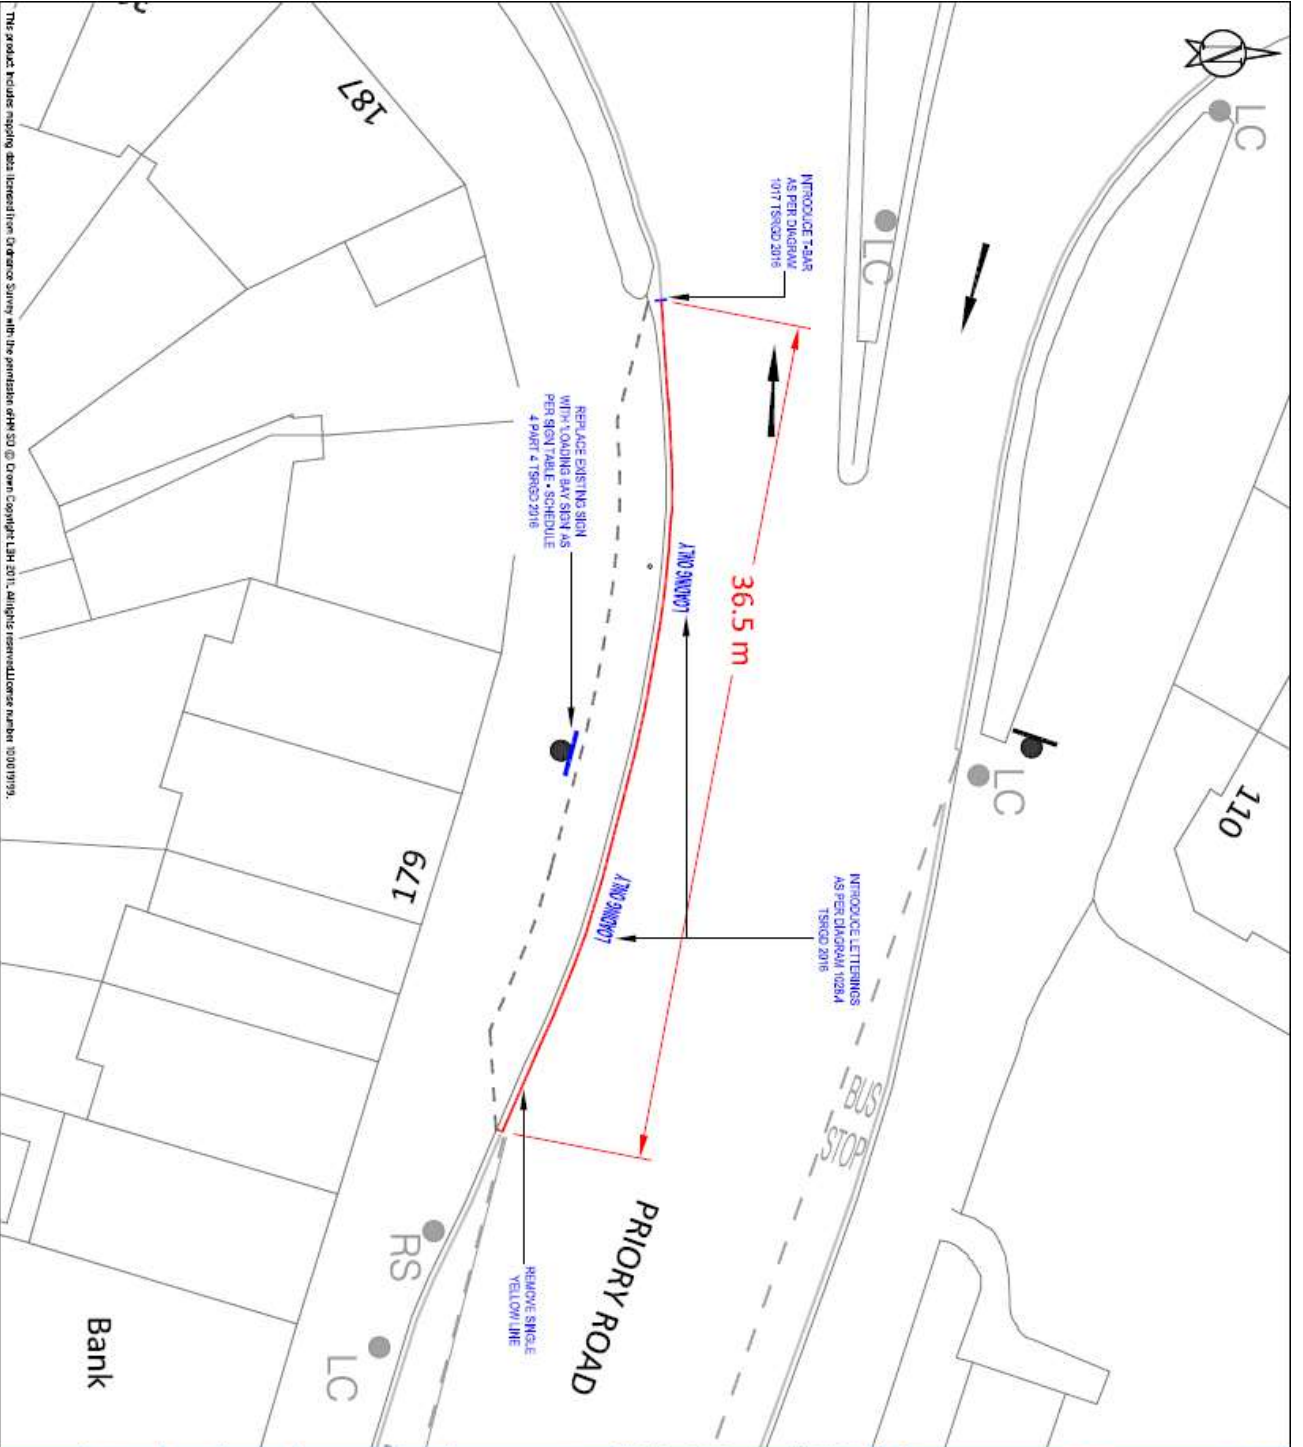 N
LC
LC
187
INTRODUCE T-BAR
AS PER DIAGRAM
1017 TSRGD 2016
REPLACE EXISTING SIGN
WITH 'LOADING BAY SIGN' AS
PER SIGN TABLE - SCHEDULE
4 PART 4 TSRGD 2016
LOADING ONLY
36.5 m
LC
110
179
LOADING ONLY
INTRODUCE LETTERINGS
AS PER DIAGRAM 1028.4
TSRGD 2016
BUS
STOP
PRIORY ROAD
RS
REMOVE SINGLE
YELLOW LINE
LC
Bank
This product includes mapping data licensed from Ordnance Survey with the permission of HMSO © Crown Copyright LBH 2011. All rights reserved. License number 100019199.